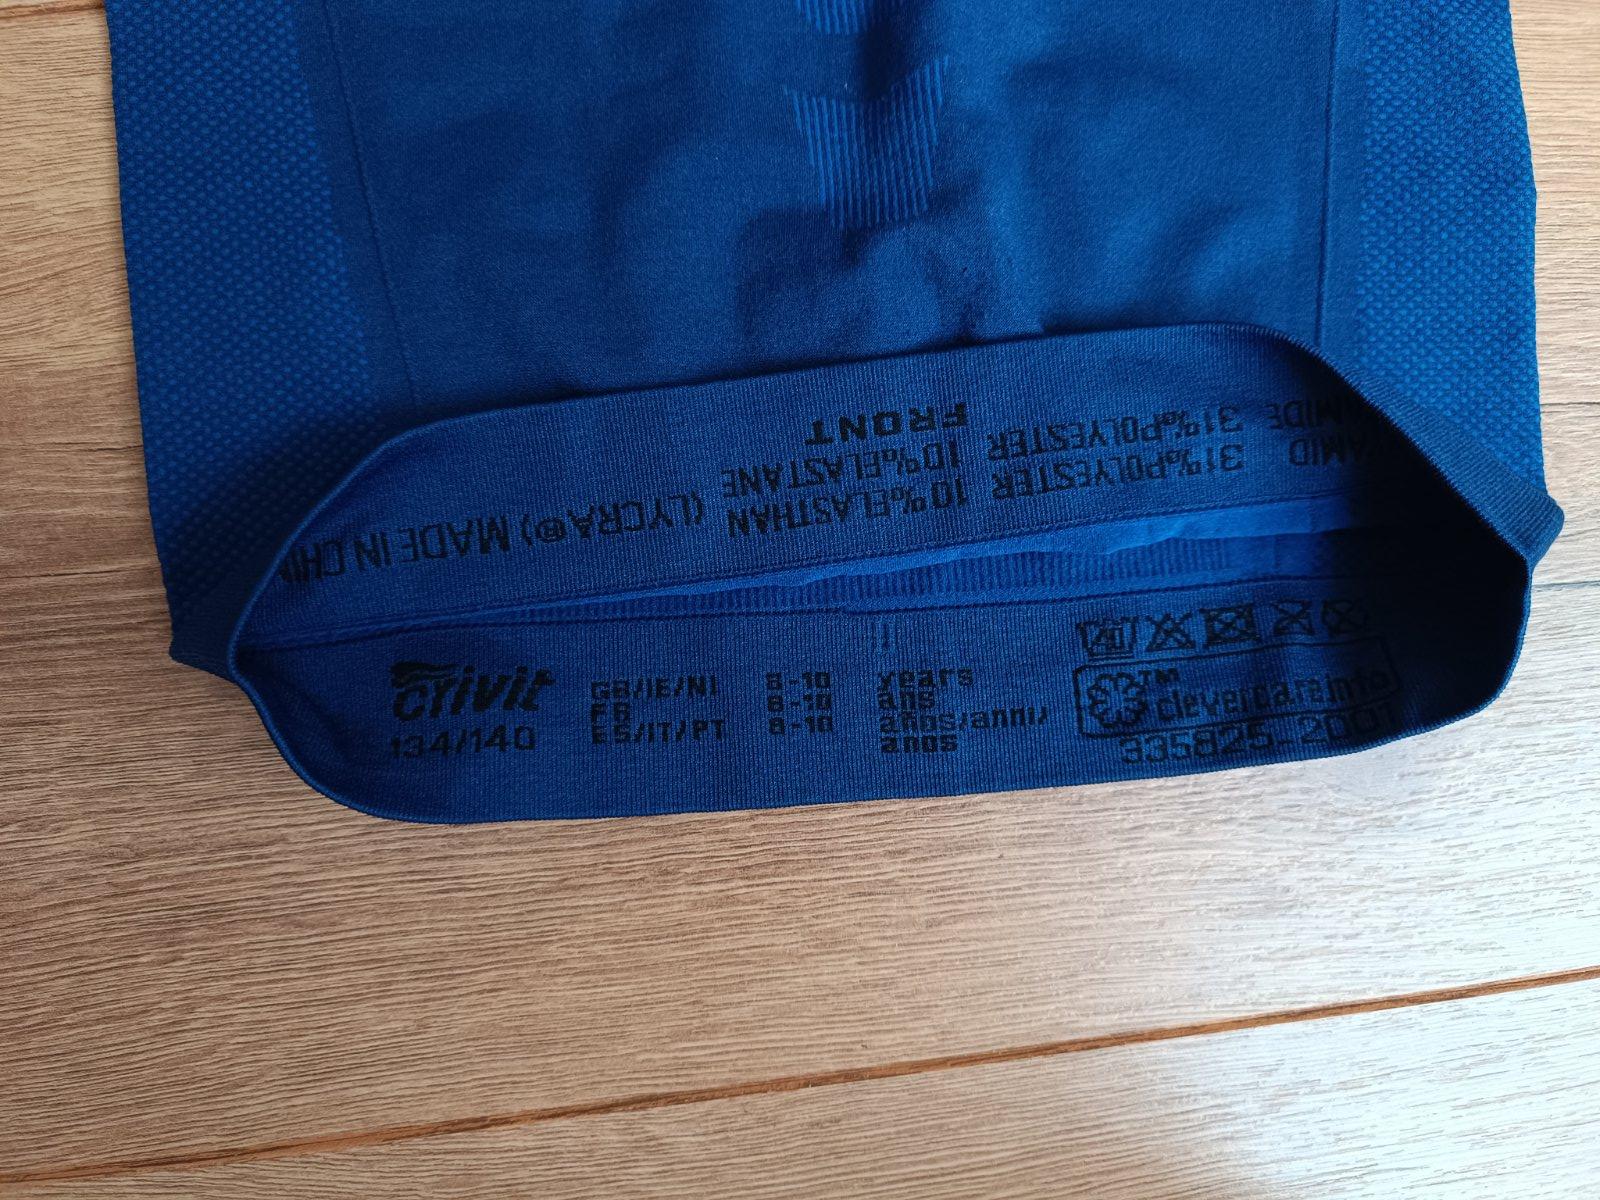 FRONT
AMIDE 31%POLYESTER 10%ELASTANE
AMID 31%POLYESTER 10%ELASTHAN (LYCRA®) MADE IN CHIN
crivit
134/140
GB/IE/NI 8-10 years
FR 8-10 ans
ES/IT/PT 8-10 años/anni/
anos
40
TM
clevercare.info
335825_2001